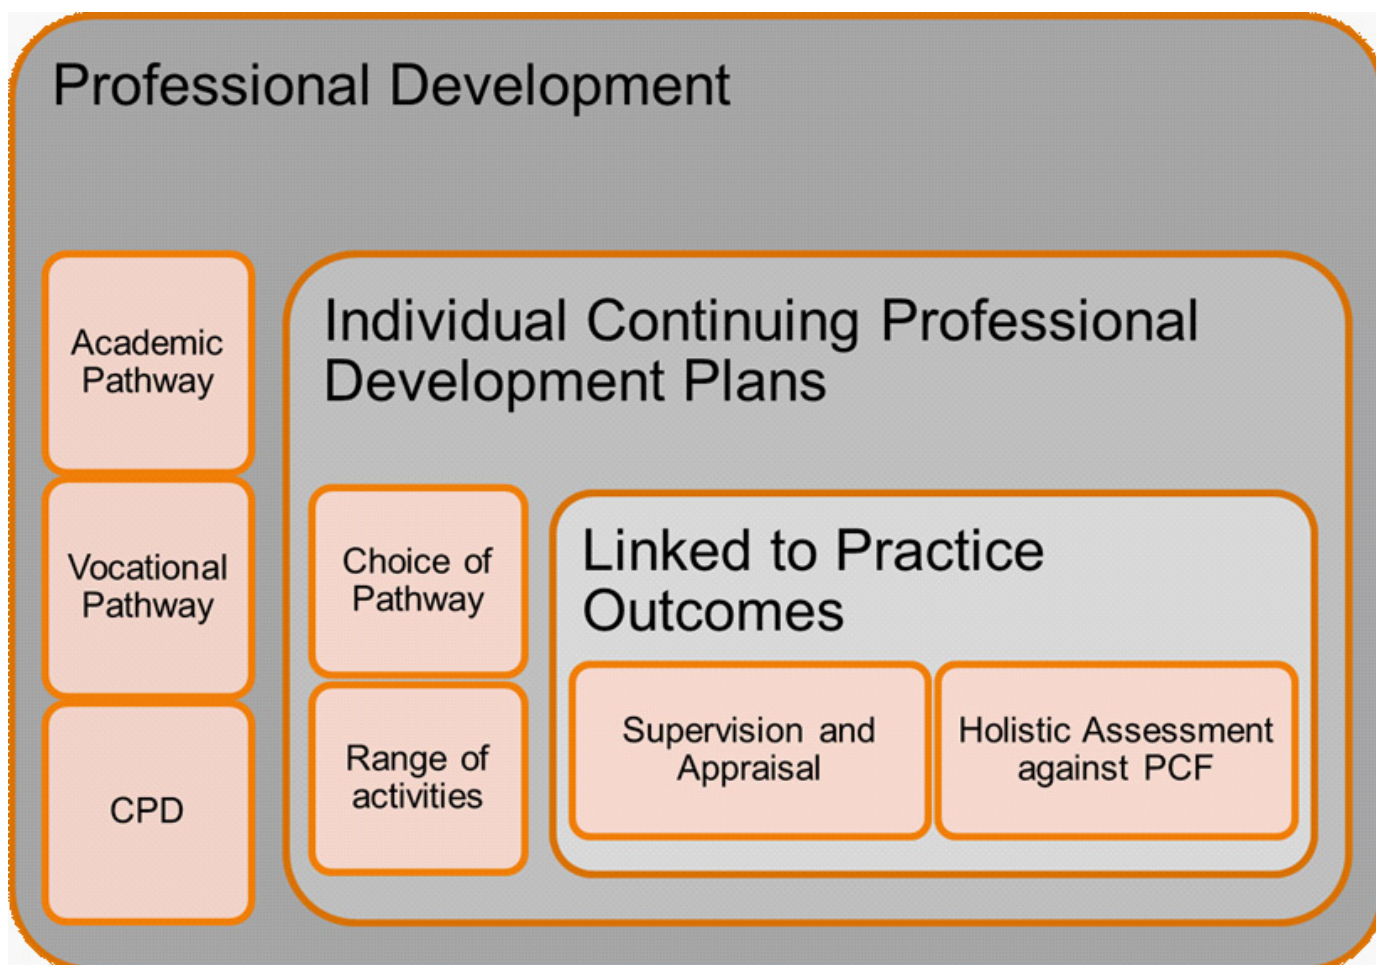 Professional Development
Academic
Pathway
Vocational
Pathway
CPD
Individual Continuing Professional
Development Plans
Choice of
Pathway
Range of
activities
Linked to Practice
Outcomes
Supervision and
Appraisal
Holistic Assessment
against PCF